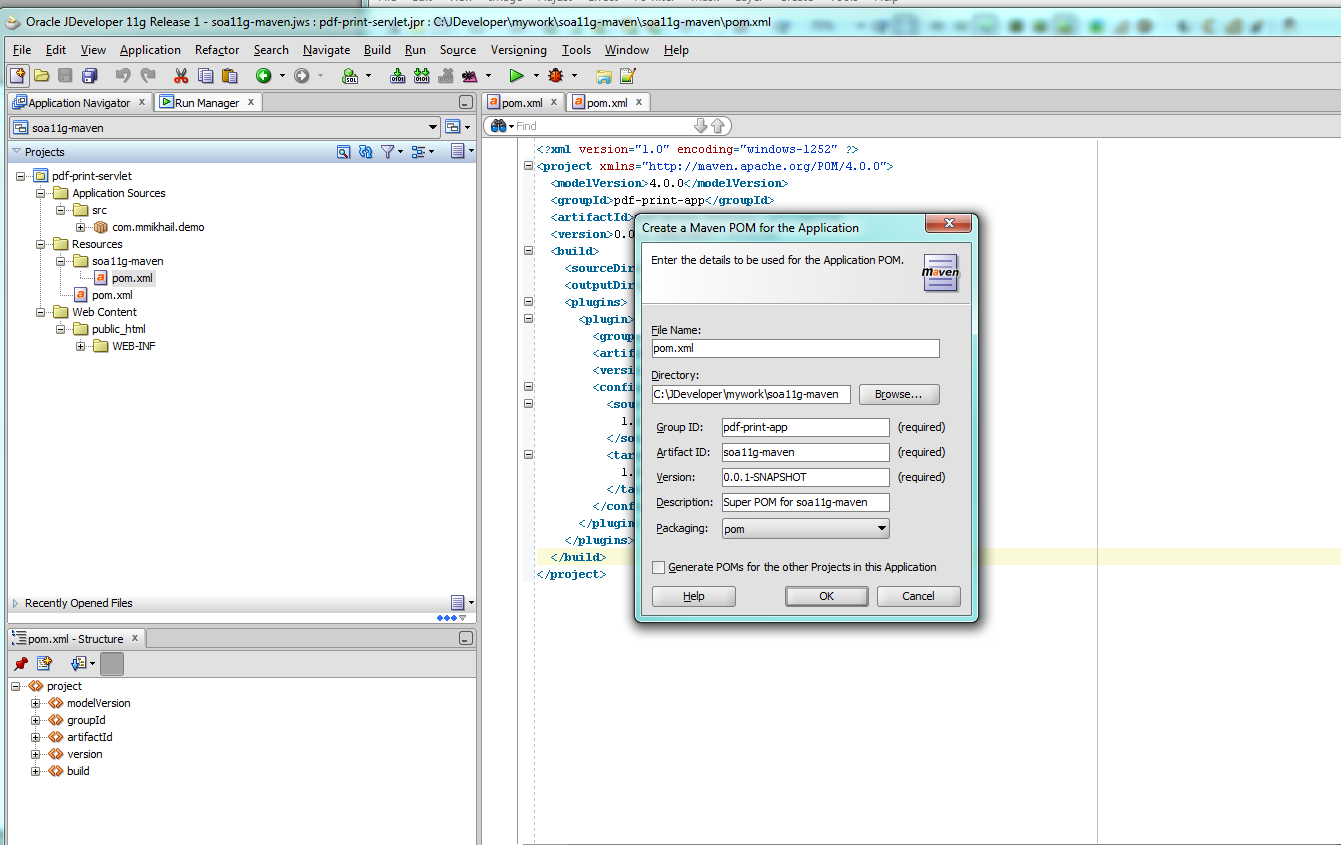 Oracle JDeveloper 11g Release 1 - soa11g-maven.jws : pdf-print-servlet.jpr : C:\JDeveloper\mywork\soa11g-maven\soa11g-maven\pom.xml
File Edit View Application Refactor Search Navigate Build Run Source Versioning Tools Window Help
Application Navigator x Run Manager x
soa11g-maven
Projects
pdf-print-servlet
Application Sources
src
com.mmikhail.demo
Resources
soa11g-maven
pom.xml
pom.xml
Web Content
public_html
WEB-INF
Recently Opened Files
pom.xml - Structure x
project
modelVersion
groupId
artifactId
version
build
pom.xml x pom.xml x
Find
<?xml version="1.0" encoding="windows-1252" ?>
<project xmlns="http://maven.apache.org/POM/4.0.0">
<modelVersion>4.0.0</modelVersion>
<groupId>pdf-print-app</groupId>
<artifactId>
<version>0.0
<build>
<sourceDir
<outputDir
<plugins>
<plugin>
<group
<artif
<versi
<confi
<sou
1.
</so
<tar
1.
</ta
</conf
</plugin
</plugins>
</build>
</project>
Create a Maven POM for the Application
Enter the details to be used for the Application POM.
maven
File Name:
pom.xml
Directory:
C:\JDeveloper\mywork\soa11g-maven Browse...
Group ID: pdf-print-app (required)
Artifact ID: soa11g-maven (required)
Version: 0.0.1-SNAPSHOT (required)
Description: Super POM for soa11g-maven
Packaging: pom
Generate POMs for the other Projects in this Application
Help OK Cancel